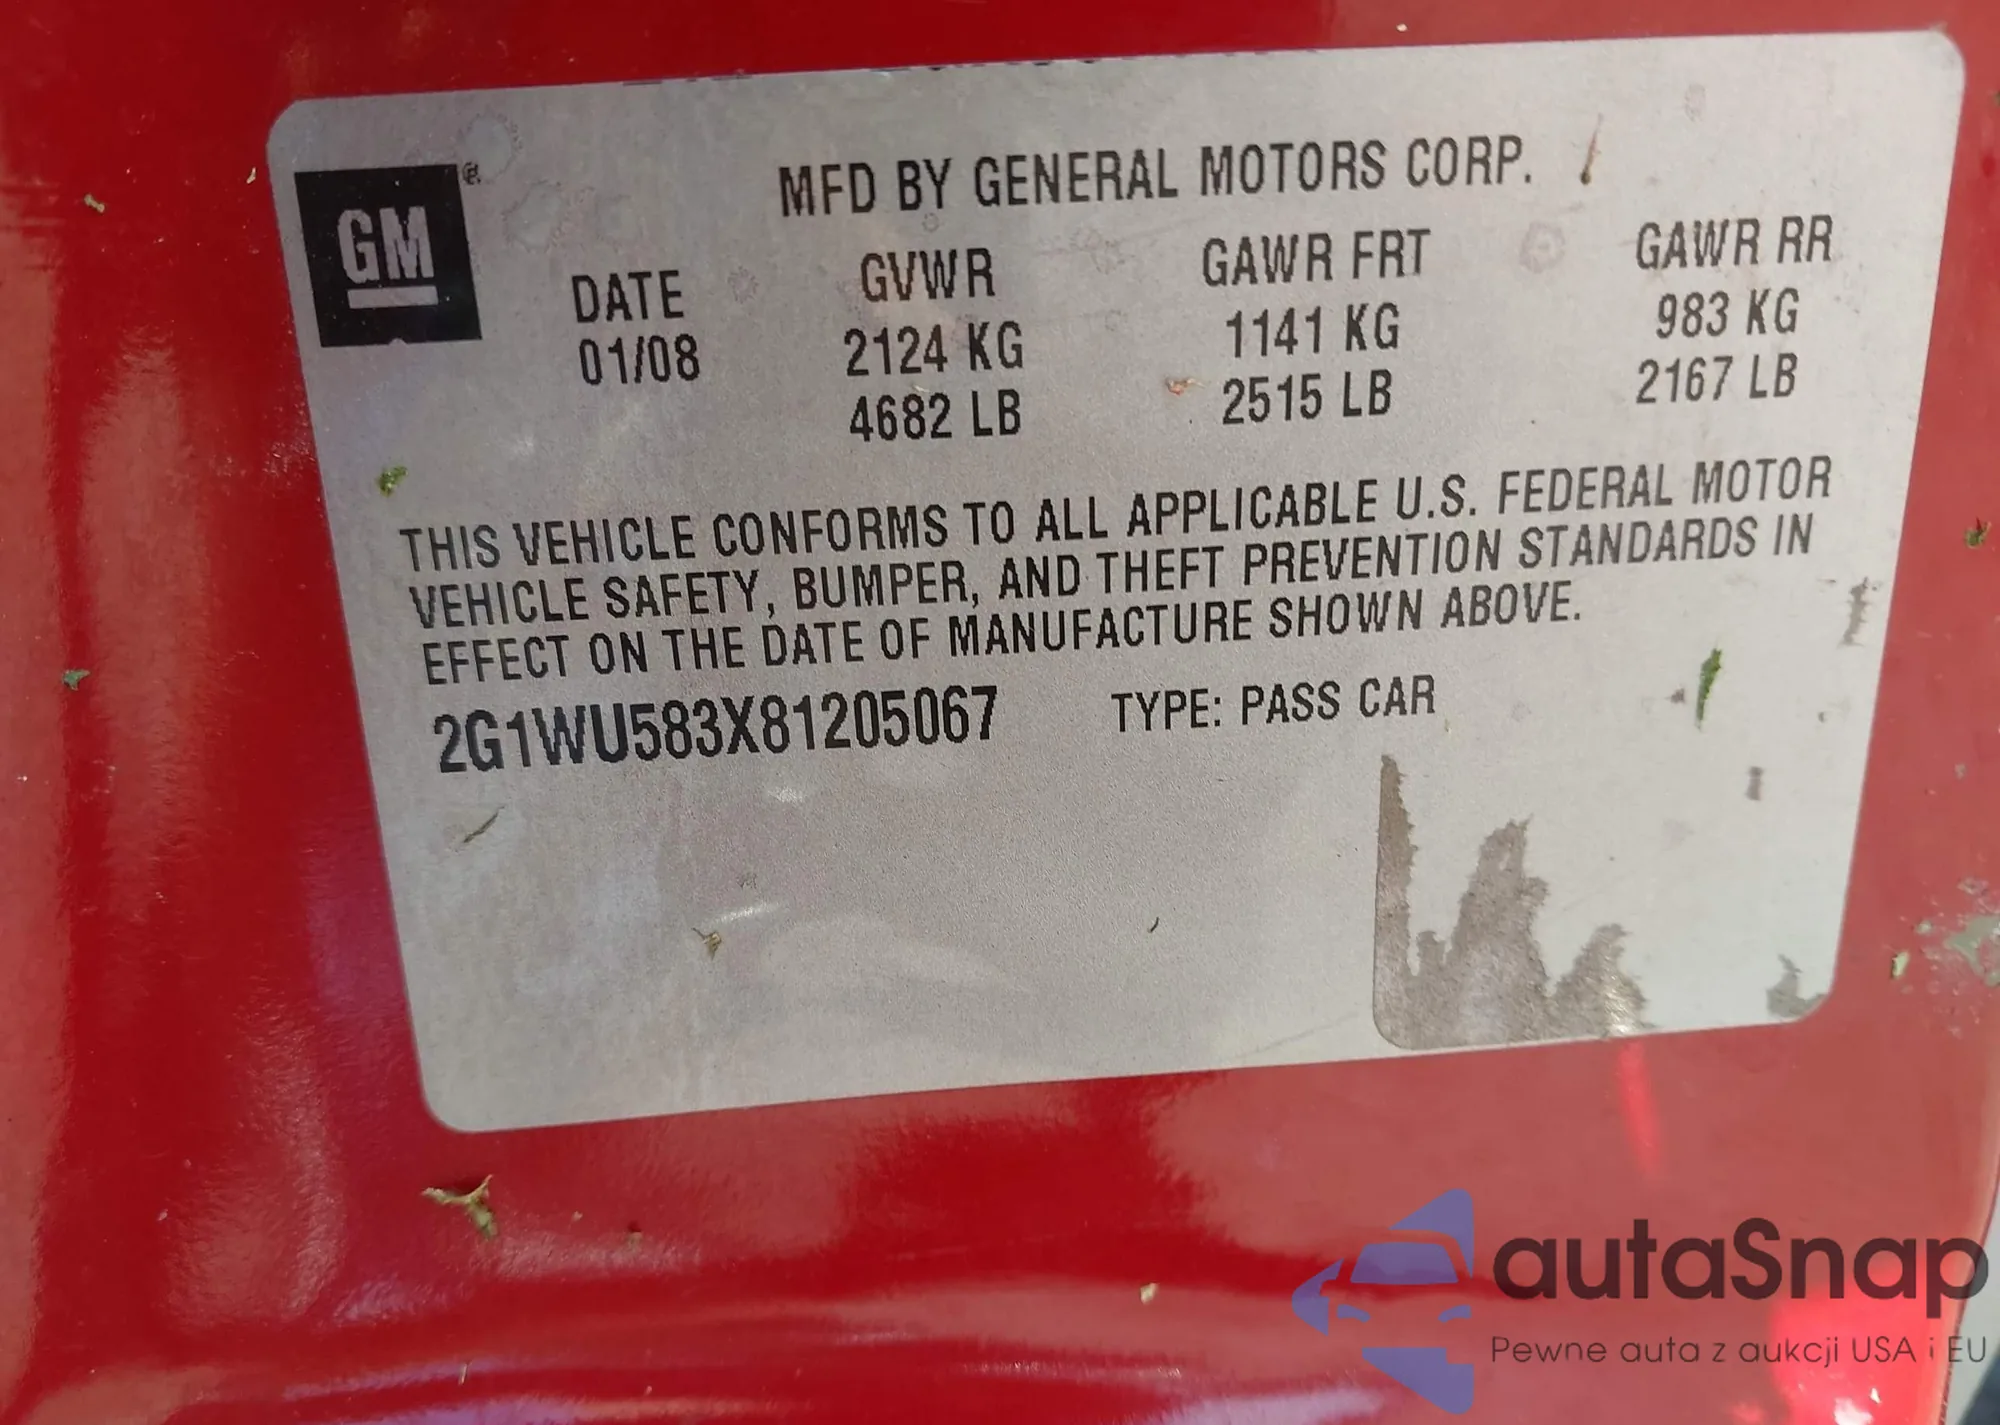 GM
MFD BY GENERAL MOTORS CORP.
DATE GVWR GAWR FRT GAWR RR
01/08 2124 KG 1141 KG 983 KG
4682 LB 2515 LB 2167 LB
THIS VEHICLE CONFORMS TO ALL APPLICABLE U.S. FEDERAL MOTOR
VEHICLE SAFETY, BUMPER, AND THEFT PREVENTION STANDARDS IN
EFFECT ON THE DATE OF MANUFACTURE SHOWN ABOVE.
2G1WU583X81205067 TYPE: PASS CAR
autaSnap
Pewne auta z aukcji USA i EU